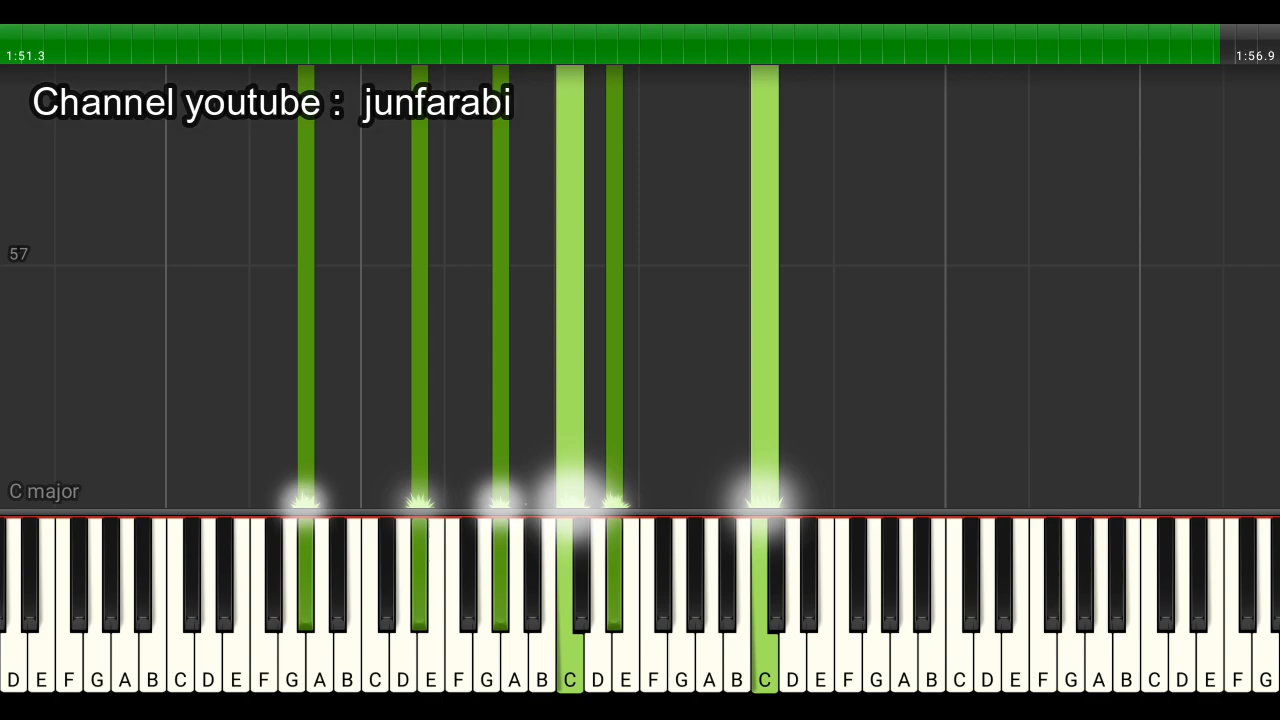 1:51.3 1:56.9
Channel youtube : junfarabi
57
C major
D E F G A B C D E F G A B C D E F G A B C D E F G A B C D E F G A B C D E F G A B C D E F G